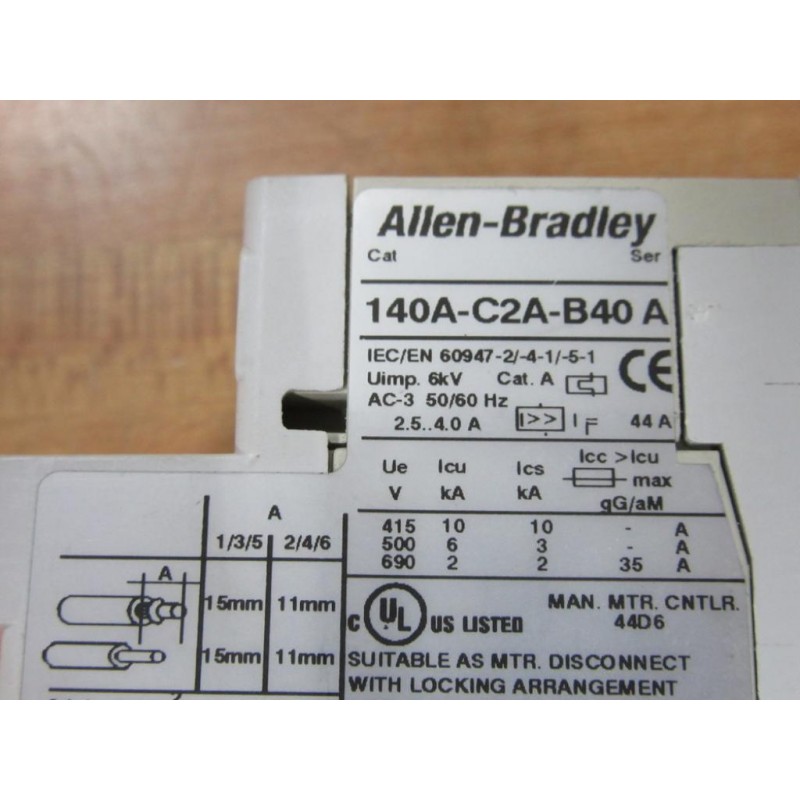 Allen-Bradley
Cat Ser
140A-C2A-B40 A
IEC/EN 60947-2/-4-1/-5-1
Uimp. 6kV Cat. A CE
AC-3 50/60 Hz
2.5..4.0 A I>> IF 44 A
Ue Icu Ics Icc >Icu
V kA kA max
gG/aM
415 10 10 - A
500 6 3 - A
690 2 2 35 A
A
1/3/5 2/4/6
A
15mm 11mm
15mm 11mm
c UL US LISTED MAN. MTR. CNTLR.
44D6
SUITABLE AS MTR. DISCONNECT
WITH LOCKING ARRANGEMENT